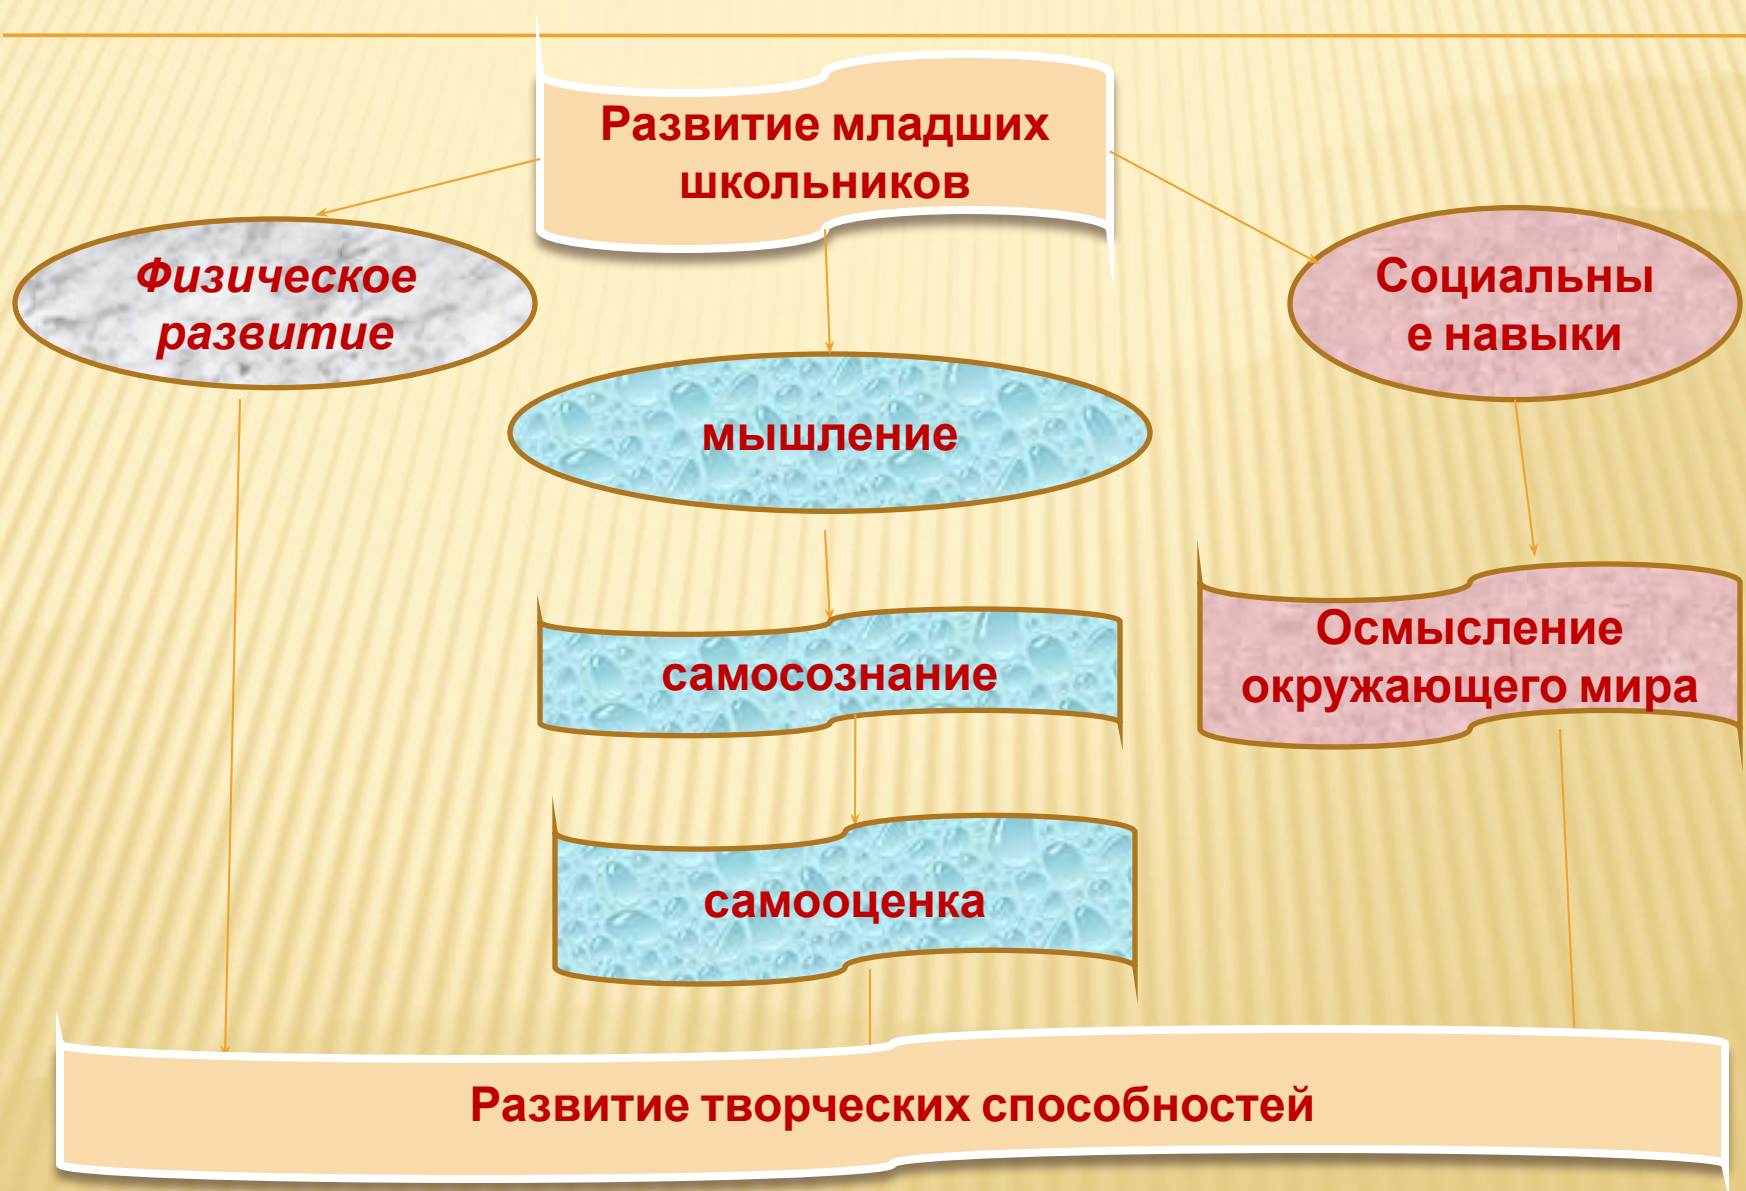 Развитие младших
школьников
Физическое
развитие
Социальны
е навыки
мышление
самосознание
Осмысление
окружающего мира
самооценка
Развитие творческих способностей